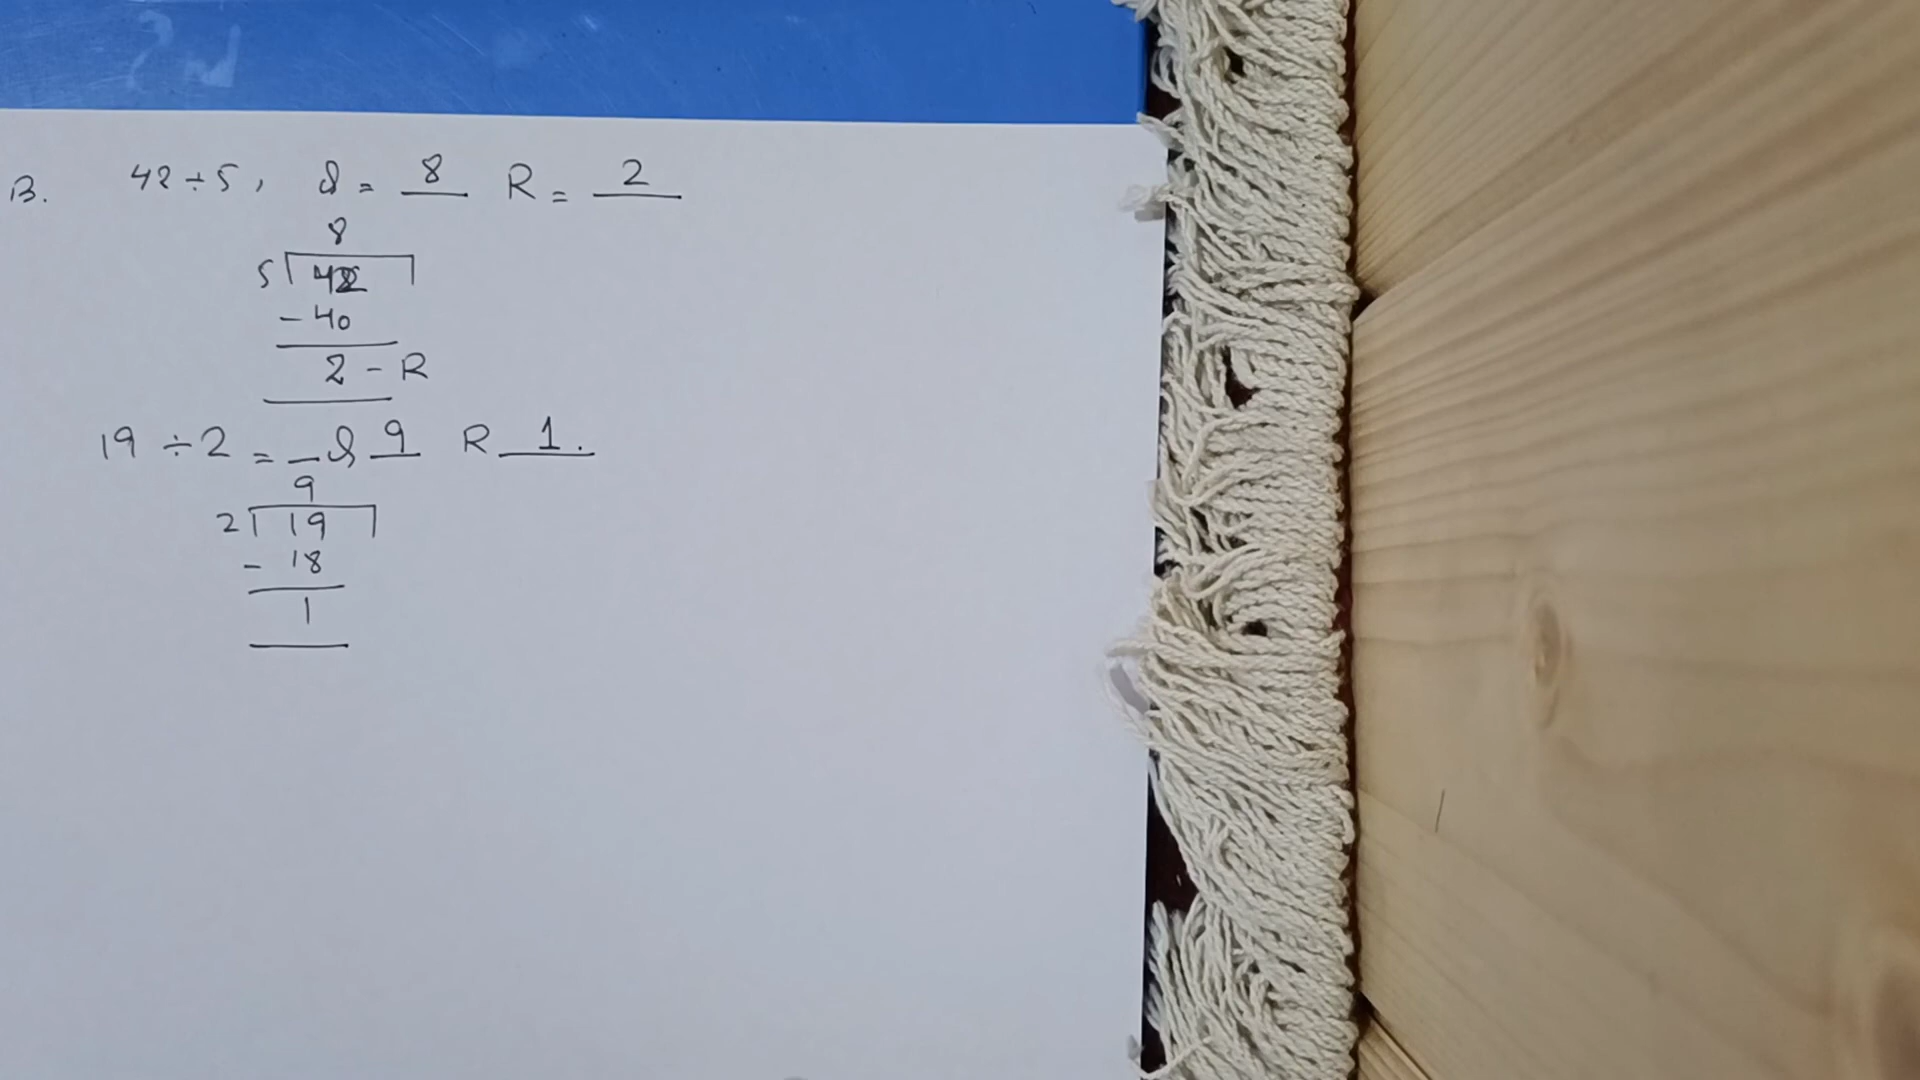 B. 42÷5, Q = 8 R = 2
8
5 42
- 40
2 - R
19 ÷ 2 = _ Q 9 R 1.
9
2 19
- 18
1